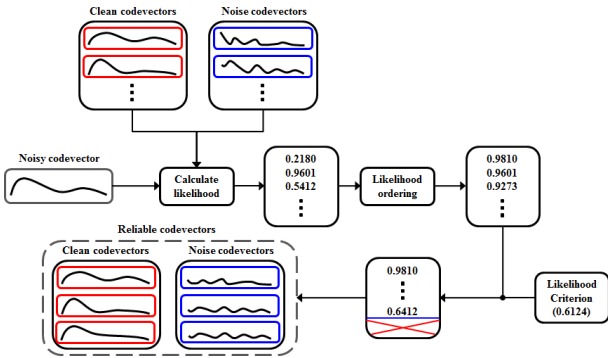 Clean codevectors
Noise codevectors
Noisy codevector
Calculate
likelihood
0.2180
0.9601
0.5412
Likelihood
ordering
0.9810
0.9601
0.9273
Reliable codevectors
Clean codevectors
Noise codevectors
0.9810
0.6412
Likelihood
Criterion
(0.6124)